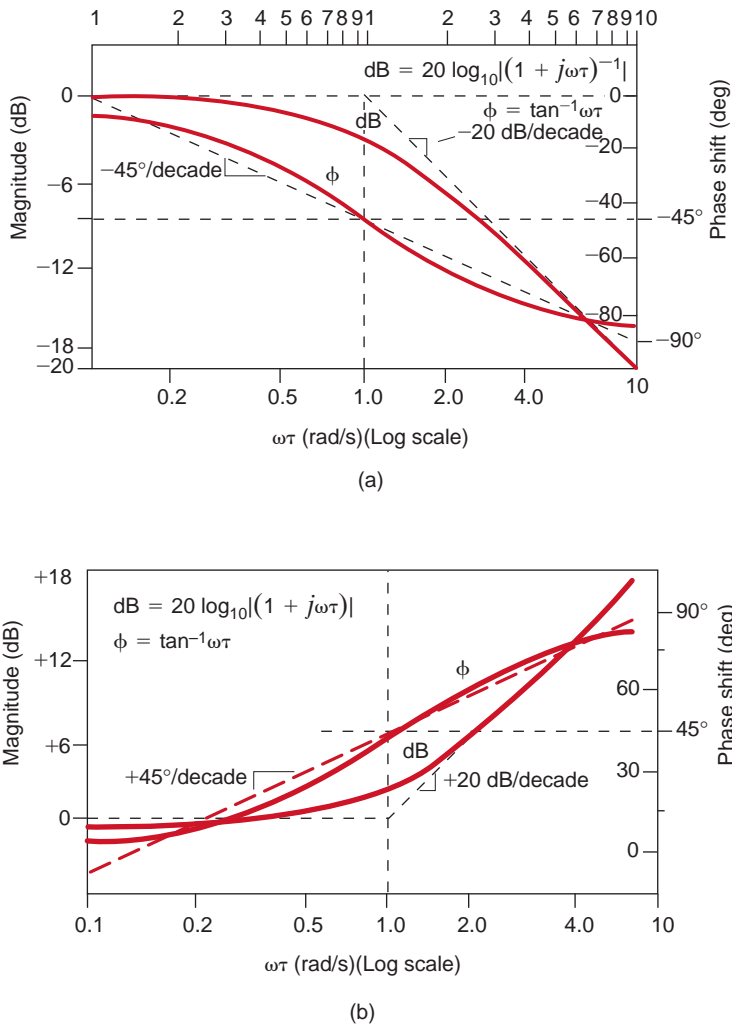 1 2 3 4 5 6 7 8 9 1 2 3 4 5 6 7 8 9 10
dB = 20 log₁₀|(1 + jωτ)⁻¹|
φ = tan⁻¹ωτ
0
dB
0
−20 dB/decade
−20
−45°/decade
φ
−6
−40
−45°
−60
−12
−80
−90°
−18
−20
Magnitude (dB)
Phase shift (deg)
0.2 0.5 1.0 2.0 4.0 10
ωτ (rad/s)(Log scale)
(a)
+18
dB = 20 log₁₀|(1 + jωτ)|
φ = tan⁻¹ωτ
90°
+12
φ
60
+6
45°
dB
+45°/decade
+20 dB/decade
30
0
0
Magnitude (dB)
Phase shift (deg)
0.1 0.2 0.5 1.0 2.0 4.0 10
ωτ (rad/s)(Log scale)
(b)